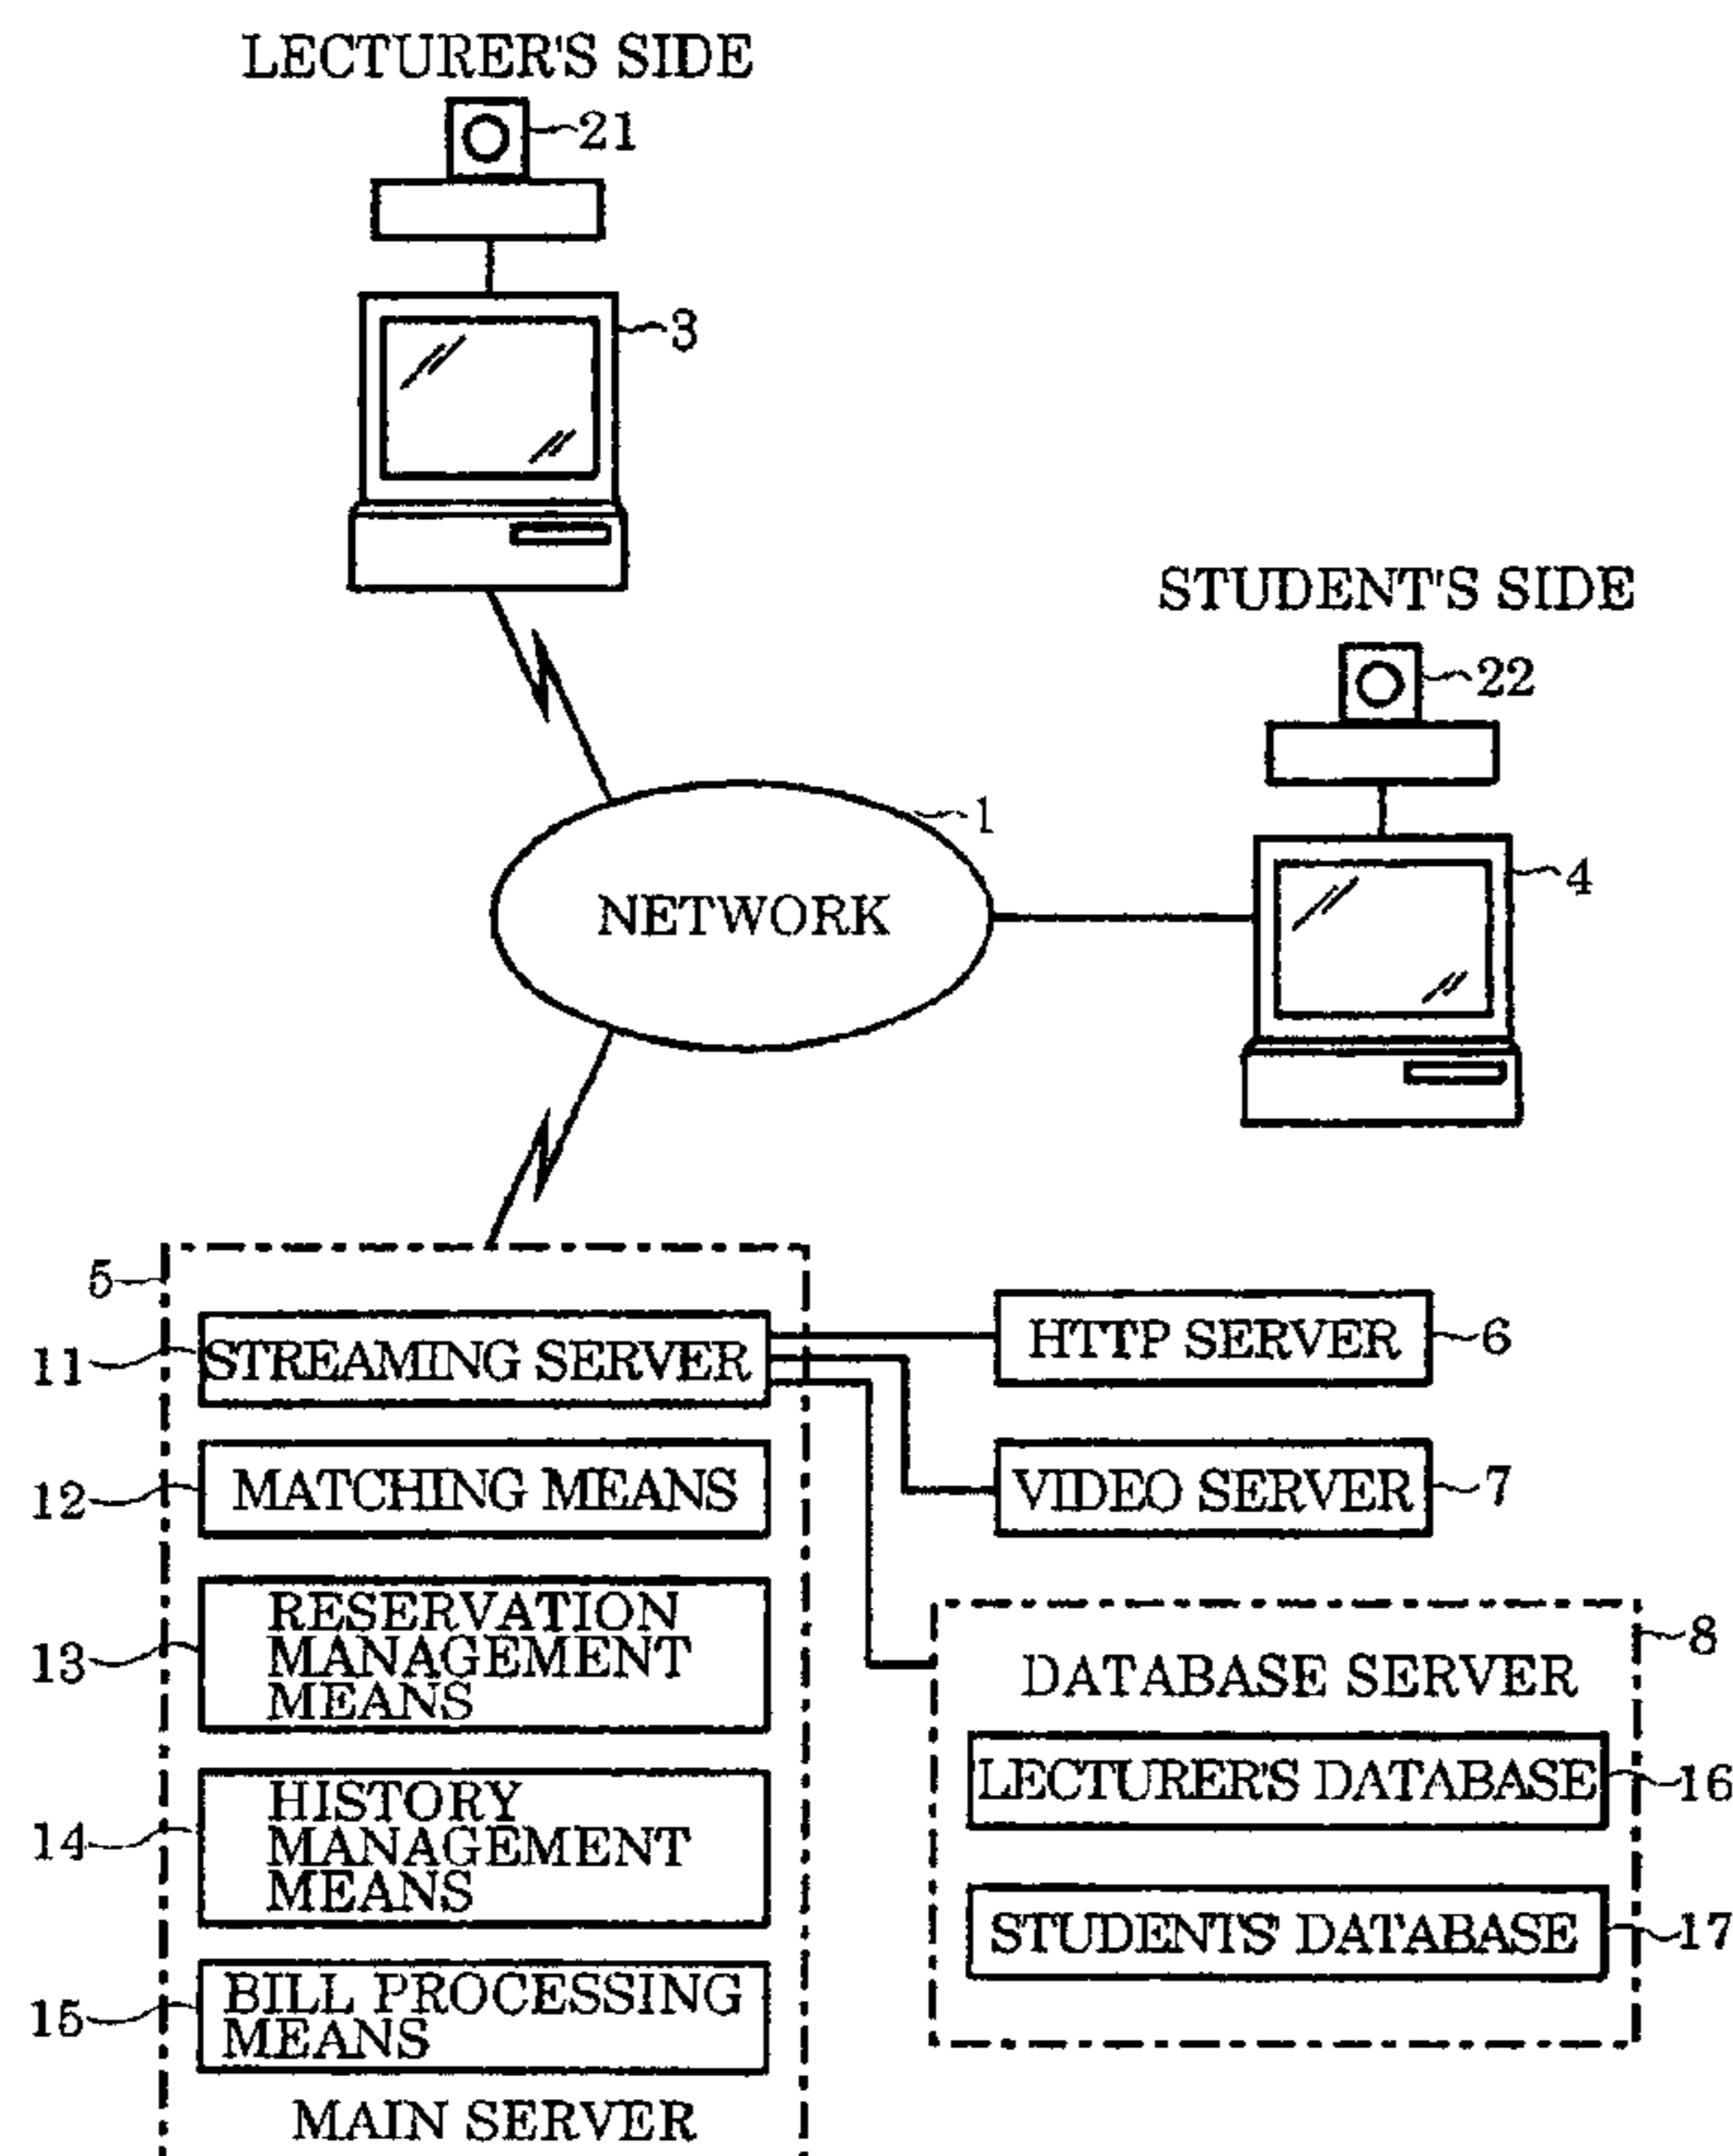 LECTURER'S SIDE
21
3
STUDENT'S SIDE
22
1
NETWORK
4
5
11
STREAMING SERVER
HTTP SERVER
6
12
MATCHING MEANS
VIDEO SERVER
7
13
RESERVATION
MANAGEMENT
MEANS
8
DATABASE SERVER
LECTURER'S DATABASE
16
14
HISTORY
MANAGEMENT
MEANS
STUDENTS' DATABASE
17
15
BILL PROCESSING
MEANS
MAIN SERVER